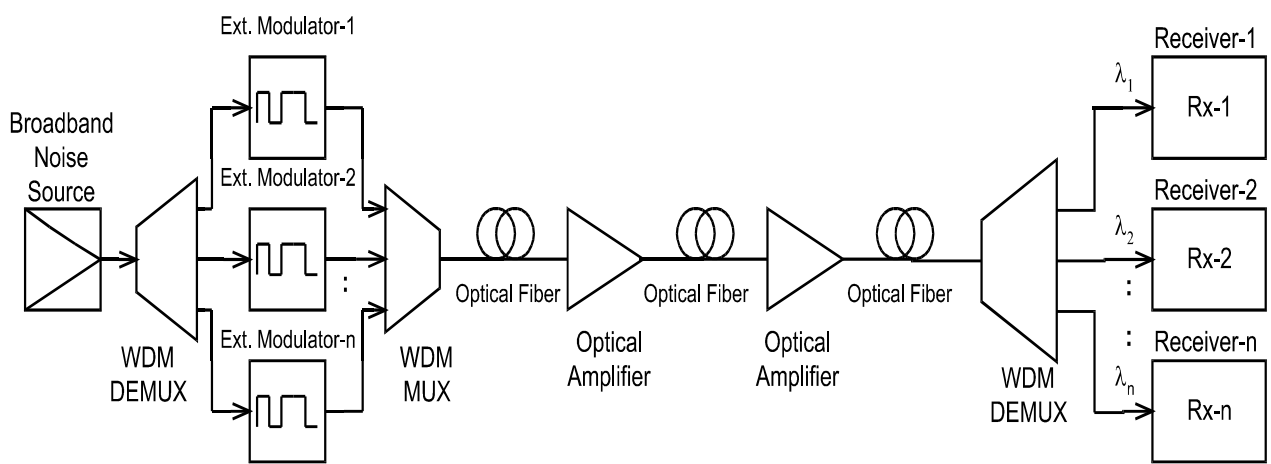 Ext. Modulator-1
Receiver-1
λ1
Rx-1
Broadband
Noise
Source
Ext. Modulator-2
Receiver-2
λ2
Rx-2
:
:
:
Optical Fiber
Optical Fiber
Optical Fiber
Ext. Modulator-n
Receiver-n
WDM
DEMUX
WDM
MUX
Optical
Amplifier
Optical
Amplifier
WDM
DEMUX
λn
Rx-n